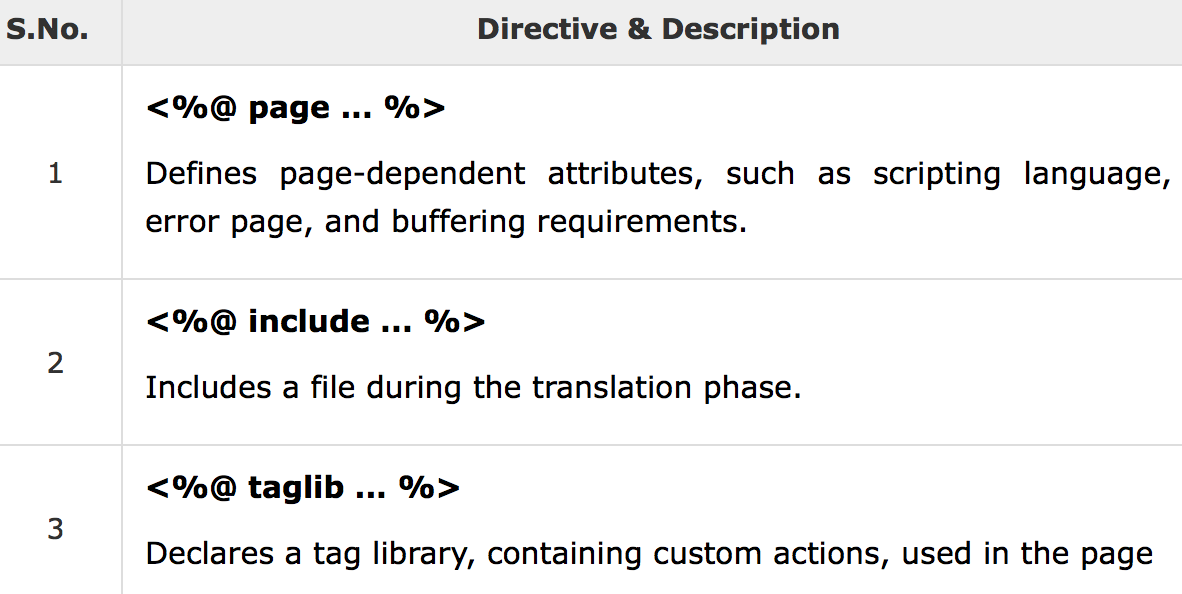 S.No.
Directive & Description
1
<%@ page ... %>
Defines page-dependent attributes, such as scripting language,
error page, and buffering requirements.
2
<%@ include ... %>
Includes a file during the translation phase.
3
<%@ taglib ... %>
Declares a tag library, containing custom actions, used in the page